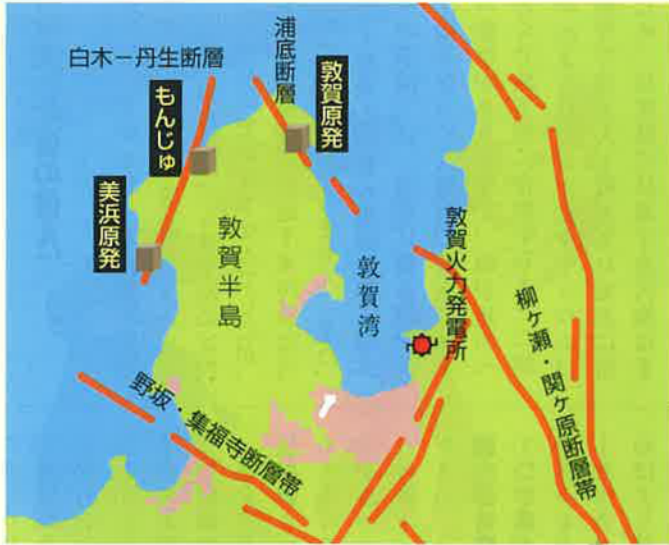 白木－丹生断層
浦底断層
敦賀原発
もんじゅ
美浜原発
敦賀半島
敦賀湾
敦賀火力発電所
柳ヶ瀬・関ヶ原断層帯
野坂・集福寺断層帯